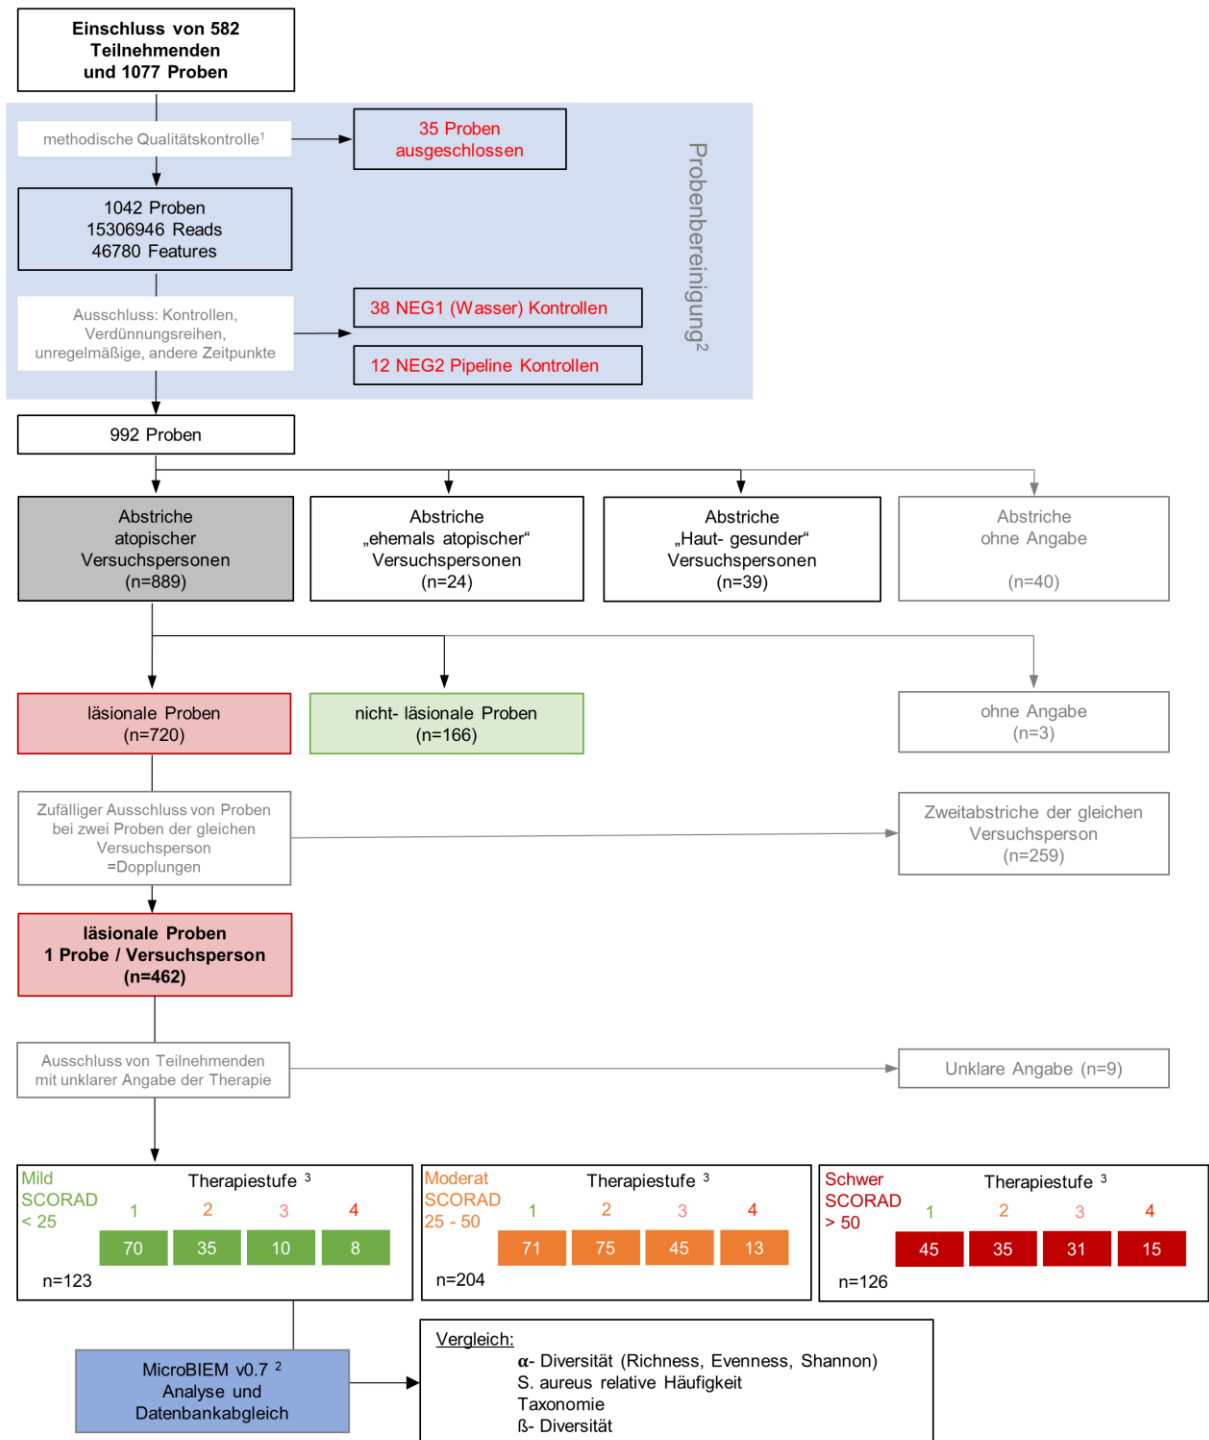 Einschluss von 582
Teilnehmenden
und 1077 Proben
methodische Qualitätskontrolle¹
35 Proben
ausgeschlossen
Probenbereinigung²
1042 Proben
15306946 Reads
46780 Features
Ausschluss: Kontrollen,
Verdünnungsreihen,
unregelmäßige, andere Zeitpunkte
38 NEG1 (Wasser) Kontrollen
12 NEG2 Pipeline Kontrollen
992 Proben
Abstriche
atopischer
Versuchspersonen
(n=889)
Abstriche
„ehemals atopischer“
Versuchspersonen
(n=24)
Abstriche
„Haut- gesunder“
Versuchspersonen
(n=39)
Abstriche
ohne Angabe
(n=40)
läsionale Proben
(n=720)
nicht- läsionale Proben
(n=166)
ohne Angabe
(n=3)
Zufälliger Ausschluss von Proben
bei zwei Proben der gleichen
Versuchsperson
=Dopplungen
Zweitabstriche der gleichen
Versuchsperson
(n=259)
läsionale Proben
1 Probe / Versuchsperson
(n=462)
Ausschluss von Teilnehmenden
mit unklarer Angabe der Therapie
Unklare Angabe (n=9)
Mild
SCORAD
< 25
Therapiestufe ³
1 2 3 4
70 35 10 8
n=123
Moderat
SCORAD
25 - 50
Therapiestufe ³
1 2 3 4
71 75 45 13
n=204
Schwer
SCORAD
> 50
Therapiestufe ³
1 2 3 4
45 35 31 15
n=126
MicroBIEM v0.7 ²
Analyse und
Datenbankabgleich
Vergleich:
α- Diversität (Richness, Evenness, Shannon)
S. aureus relative Häufigkeit
Taxonomie
ß- Diversität